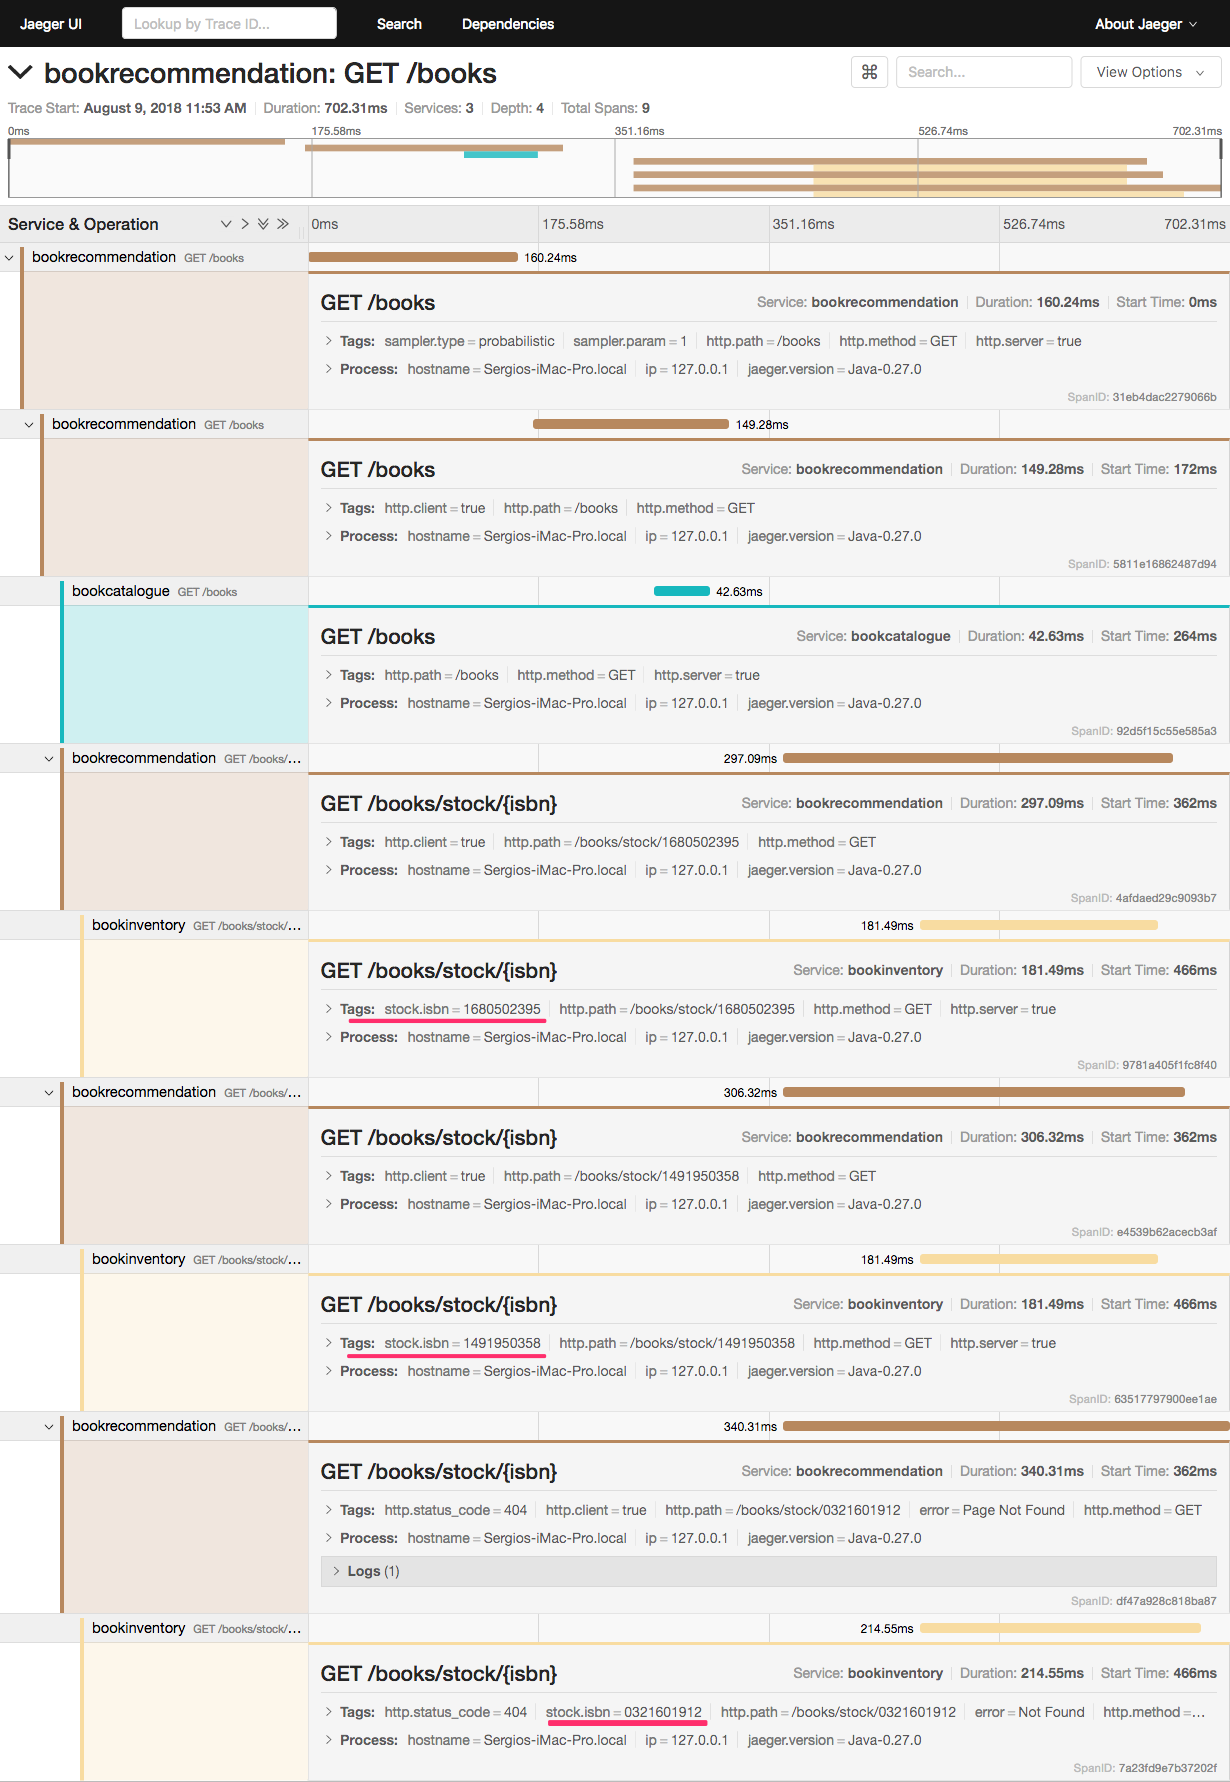 Jaeger UI Lookup by Trace ID... Search Dependencies About Jaeger
bookrecommendation: GET /books ⌘ Search... View Options
Trace Start: August 9, 2018 11:53 AM Duration: 702.31ms Services: 3 Depth: 4 Total Spans: 9
0ms 175.58ms 351.16ms 526.74ms 702.31ms
Service & Operation 0ms 175.58ms 351.16ms 526.74ms 702.31ms
bookrecommendation GET /books 160.24ms
GET /books Service: bookrecommendation Duration: 160.24ms Start Time: 0ms
Tags: sampler.type = probabilistic sampler.param = 1 http.path = /books http.method = GET http.server = true
Process: hostname = Sergios-iMac-Pro.local ip = 127.0.0.1 jaeger.version = Java-0.27.0
SpanID: 31eb4dac2279066b
bookrecommendation GET /books 149.28ms
GET /books Service: bookrecommendation Duration: 149.28ms Start Time: 172ms
Tags: http.client = true http.path = /books http.method = GET
Process: hostname = Sergios-iMac-Pro.local ip = 127.0.0.1 jaeger.version = Java-0.27.0
SpanID: 5811e16862487d94
bookcatalogue GET /books 42.63ms
GET /books Service: bookcatalogue Duration: 42.63ms Start Time: 264ms
Tags: http.path = /books http.method = GET http.server = true
Process: hostname = Sergios-iMac-Pro.local ip = 127.0.0.1 jaeger.version = Java-0.27.0
SpanID: 92d5f15c55e585a3
bookrecommendation GET /books/... 297.09ms
GET /books/stock/{isbn} Service: bookrecommendation Duration: 297.09ms Start Time: 362ms
Tags: http.client = true http.path = /books/stock/1680502395 http.method = GET
Process: hostname = Sergios-iMac-Pro.local ip = 127.0.0.1 jaeger.version = Java-0.27.0
SpanID: 4afdaed29c9093b7
bookinventory GET /books/stock/... 181.49ms
GET /books/stock/{isbn} Service: bookinventory Duration: 181.49ms Start Time: 466ms
Tags: stock.isbn = 1680502395 http.path = /books/stock/1680502395 http.method = GET http.server = true
Process: hostname = Sergios-iMac-Pro.local ip = 127.0.0.1 jaeger.version = Java-0.27.0
SpanID: 9781a405f1fc8f40
bookrecommendation GET /books/... 306.32ms
GET /books/stock/{isbn} Service: bookrecommendation Duration: 306.32ms Start Time: 362ms
Tags: http.client = true http.path = /books/stock/1491950358 http.method = GET
Process: hostname = Sergios-iMac-Pro.local ip = 127.0.0.1 jaeger.version = Java-0.27.0
SpanID: e4539b62acecb3af
bookinventory GET /books/stock/... 181.49ms
GET /books/stock/{isbn} Service: bookinventory Duration: 181.49ms Start Time: 466ms
Tags: stock.isbn = 1491950358 http.path = /books/stock/1491950358 http.method = GET http.server = true
Process: hostname = Sergios-iMac-Pro.local ip = 127.0.0.1 jaeger.version = Java-0.27.0
SpanID: 63517797900ee1ae
bookrecommendation GET /books/... 340.31ms
GET /books/stock/{isbn} Service: bookrecommendation Duration: 340.31ms Start Time: 362ms
Tags: http.status_code = 404 http.client = true http.path = /books/stock/0321601912 error = Page Not Found http.method = GET
Process: hostname = Sergios-iMac-Pro.local ip = 127.0.0.1 jaeger.version = Java-0.27.0
Logs (1)
SpanID: df47a928c818ba87
bookinventory GET /books/stock/... 214.55ms
GET /books/stock/{isbn} Service: bookinventory Duration: 214.55ms Start Time: 466ms
Tags: http.status_code = 404 stock.isbn = 0321601912 http.path = /books/stock/0321601912 error = Not Found http.method =...
Process: hostname = Sergios-iMac-Pro.local ip = 127.0.0.1 jaeger.version = Java-0.27.0
SpanID: 7a23fd9e7b37202f